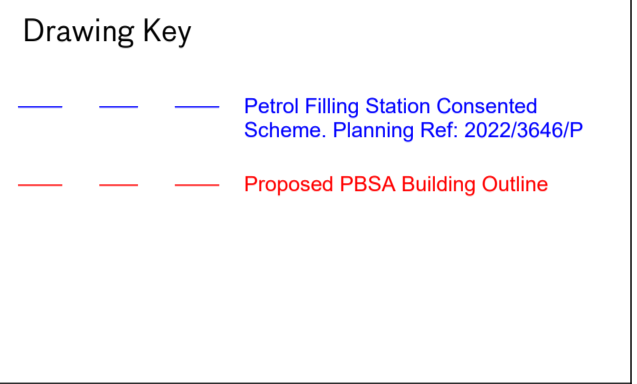 Drawing Key
Petrol Filling Station Consented
Scheme. Planning Ref: 2022/3646/P
Proposed PBSA Building Outline